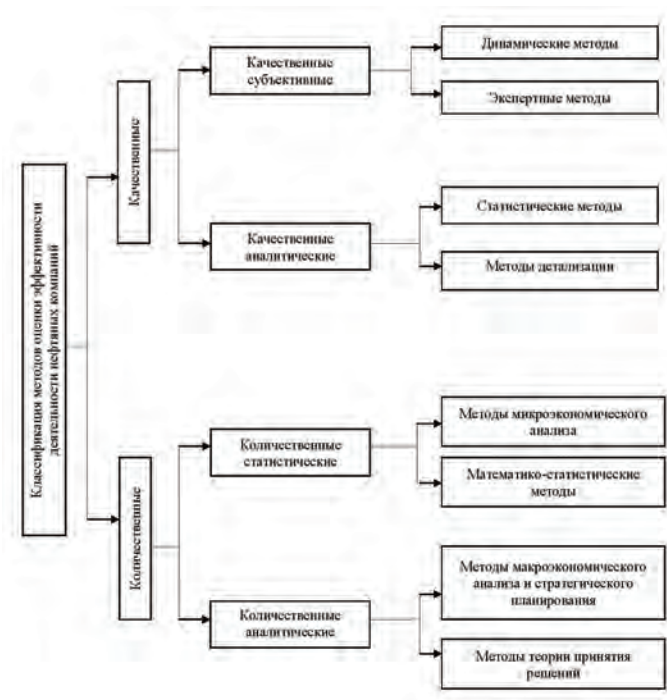 Классификация методов оценки эффективности
деятельности нефтяных компаний
Качественные
Качественные
субъективные
Динамические методы
Экспертные методы
Качественные
аналитические
Статистические методы
Методы детализации
Количественные
Количественные
статистические
Методы микроэкономического
анализа
Математико-статистические
методы
Количественные
аналитические
Методы макроэкономического
анализа и стратегического
планирования
Методы теории принятия
решений